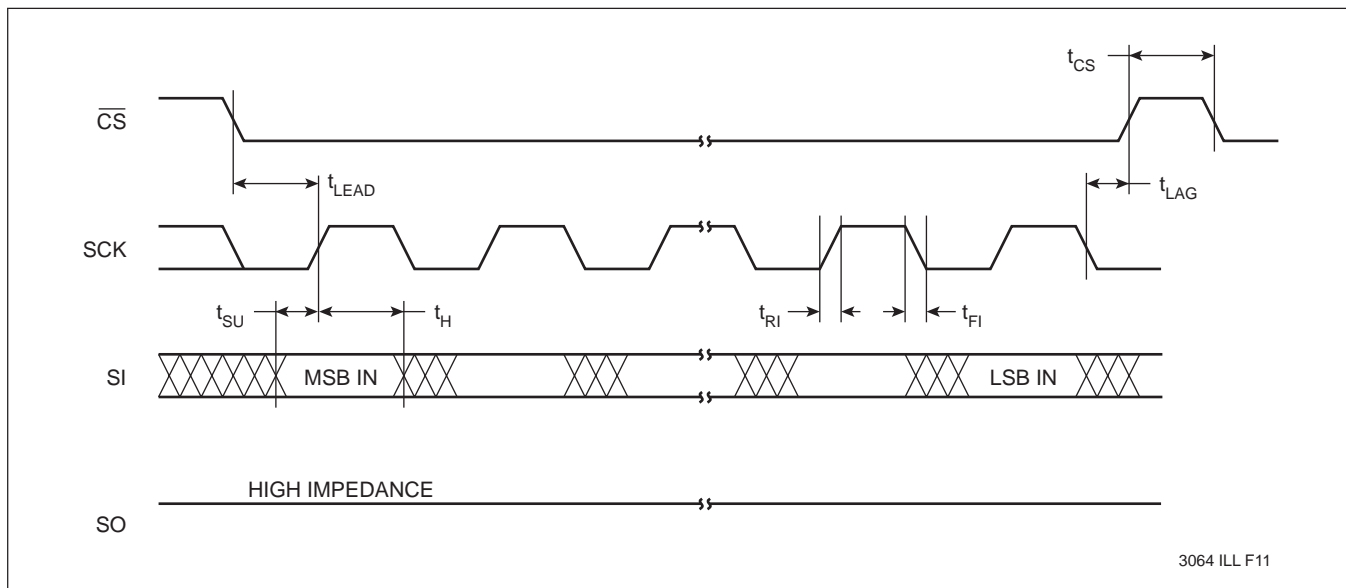 tCS
CS
tLEAD
tLAG
SCK
tSU
tH
tRI
tFI
SI
MSB IN
LSB IN
HIGH IMPEDANCE
SO
3064 ILL F11